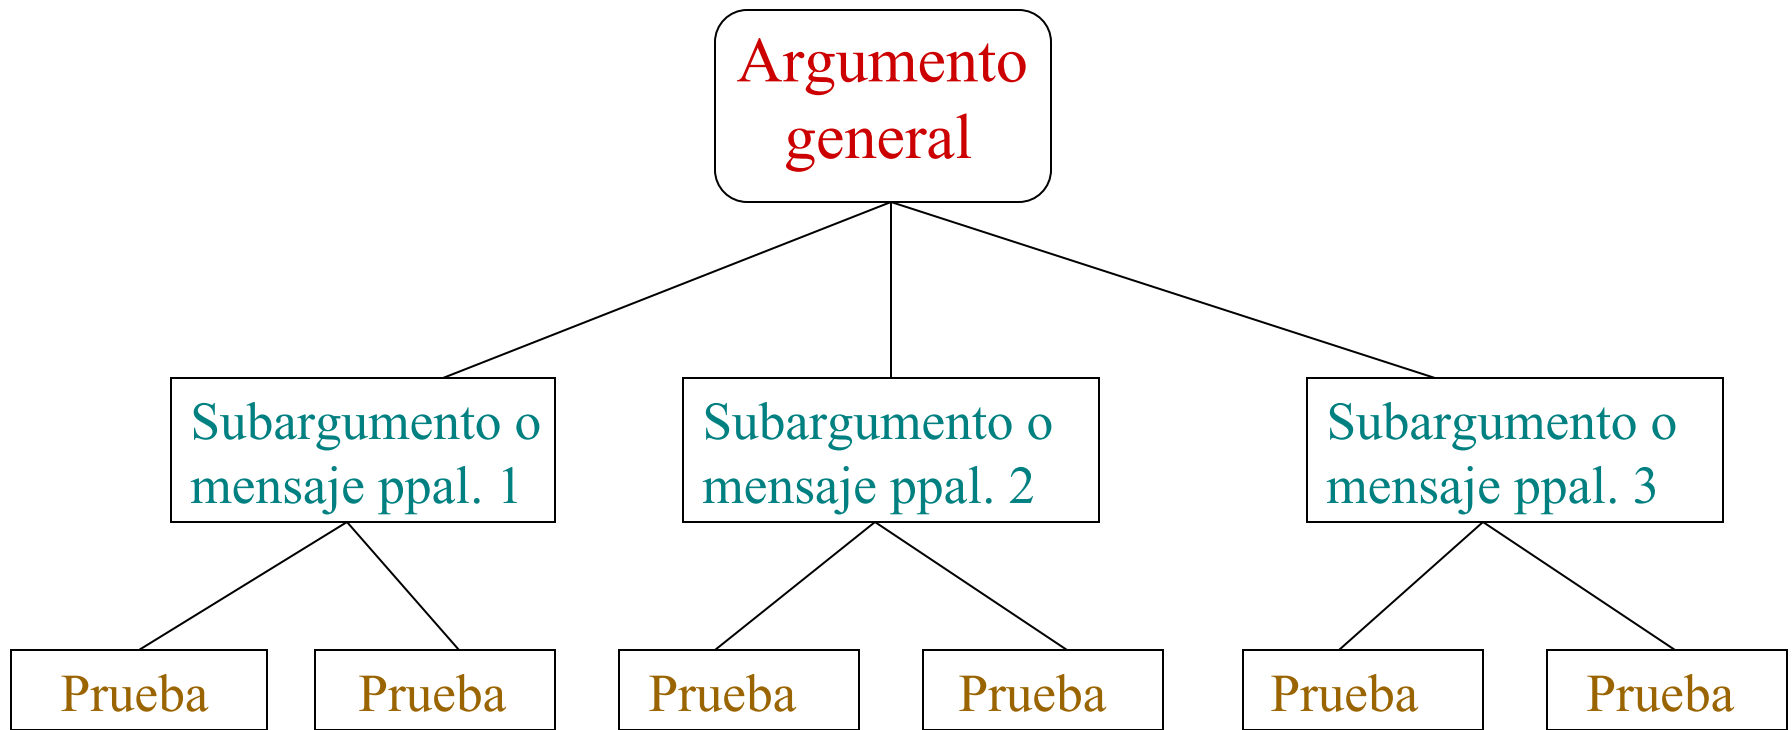 Argumento
general
Subargumento o
mensaje ppal. 1
Subargumento o
mensaje ppal. 2
Subargumento o
mensaje ppal. 3
Prueba
Prueba
Prueba
Prueba
Prueba
Prueba